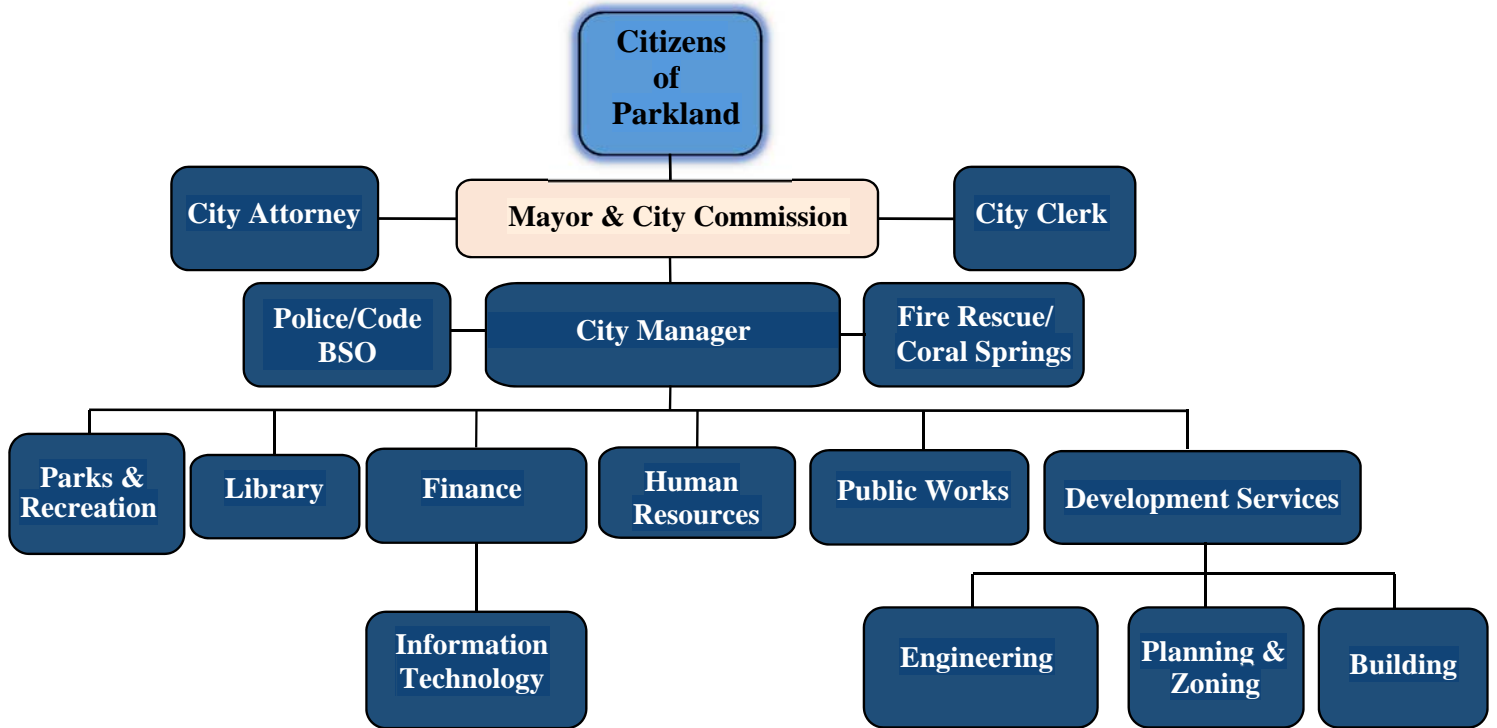 Citizens
of
Parkland
City Attorney
Mayor & City Commission
City Clerk
Police/Code
BSO
City Manager
Fire Rescue/
Coral Springs
Parks &
Recreation
Library
Finance
Human
Resources
Public Works
Development Services
Information
Technology
Engineering
Planning &
Zoning
Building